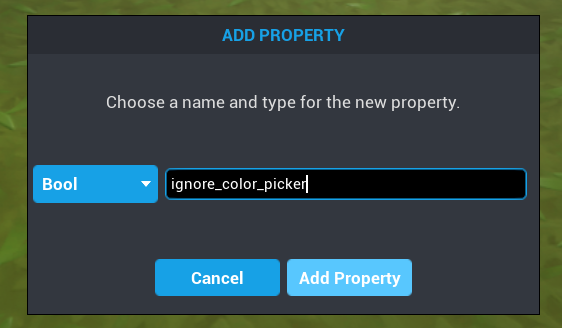 ADD PROPERTY
Choose a name and type for the new property.
Bool ignore_color_picker
Cancel Add Property